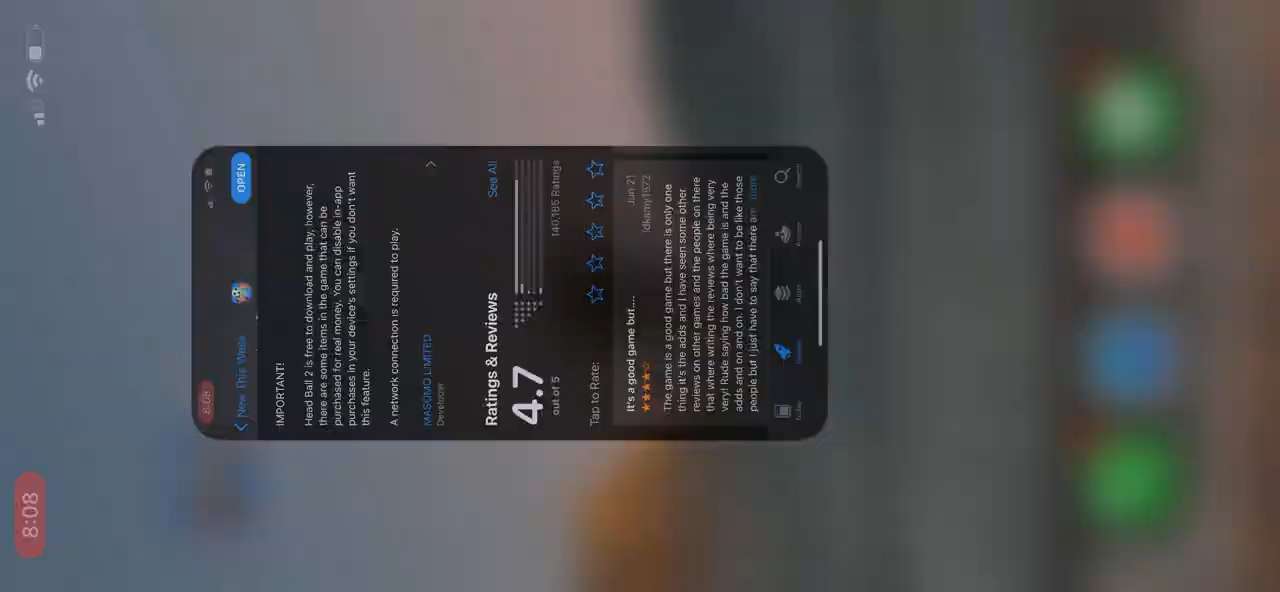 8:08
8:08
New This Week
OPEN
IMPORTANT!
Head Ball 2 is free to download and play, however,
there are some items in the game that can be
purchased for real money. You can disable in-app
purchases in your device's settings if you don't want
this feature.
A network connection is required to play.
MASOMO LIMITED
Developer
Ratings & Reviews
See All
4.7
out of 5
140,165 Ratings
Tap to Rate:
It's a good game but....
Jun 21
The game is a good game but there is only one
thing it's the adds and I have seen some other
reviews on other games and the people on there
that where writing the reviews where being very
very! Rude saying how bad the game is and the
adds and on and on. I don't want to be like those
people but I just have to say that there are more
Search